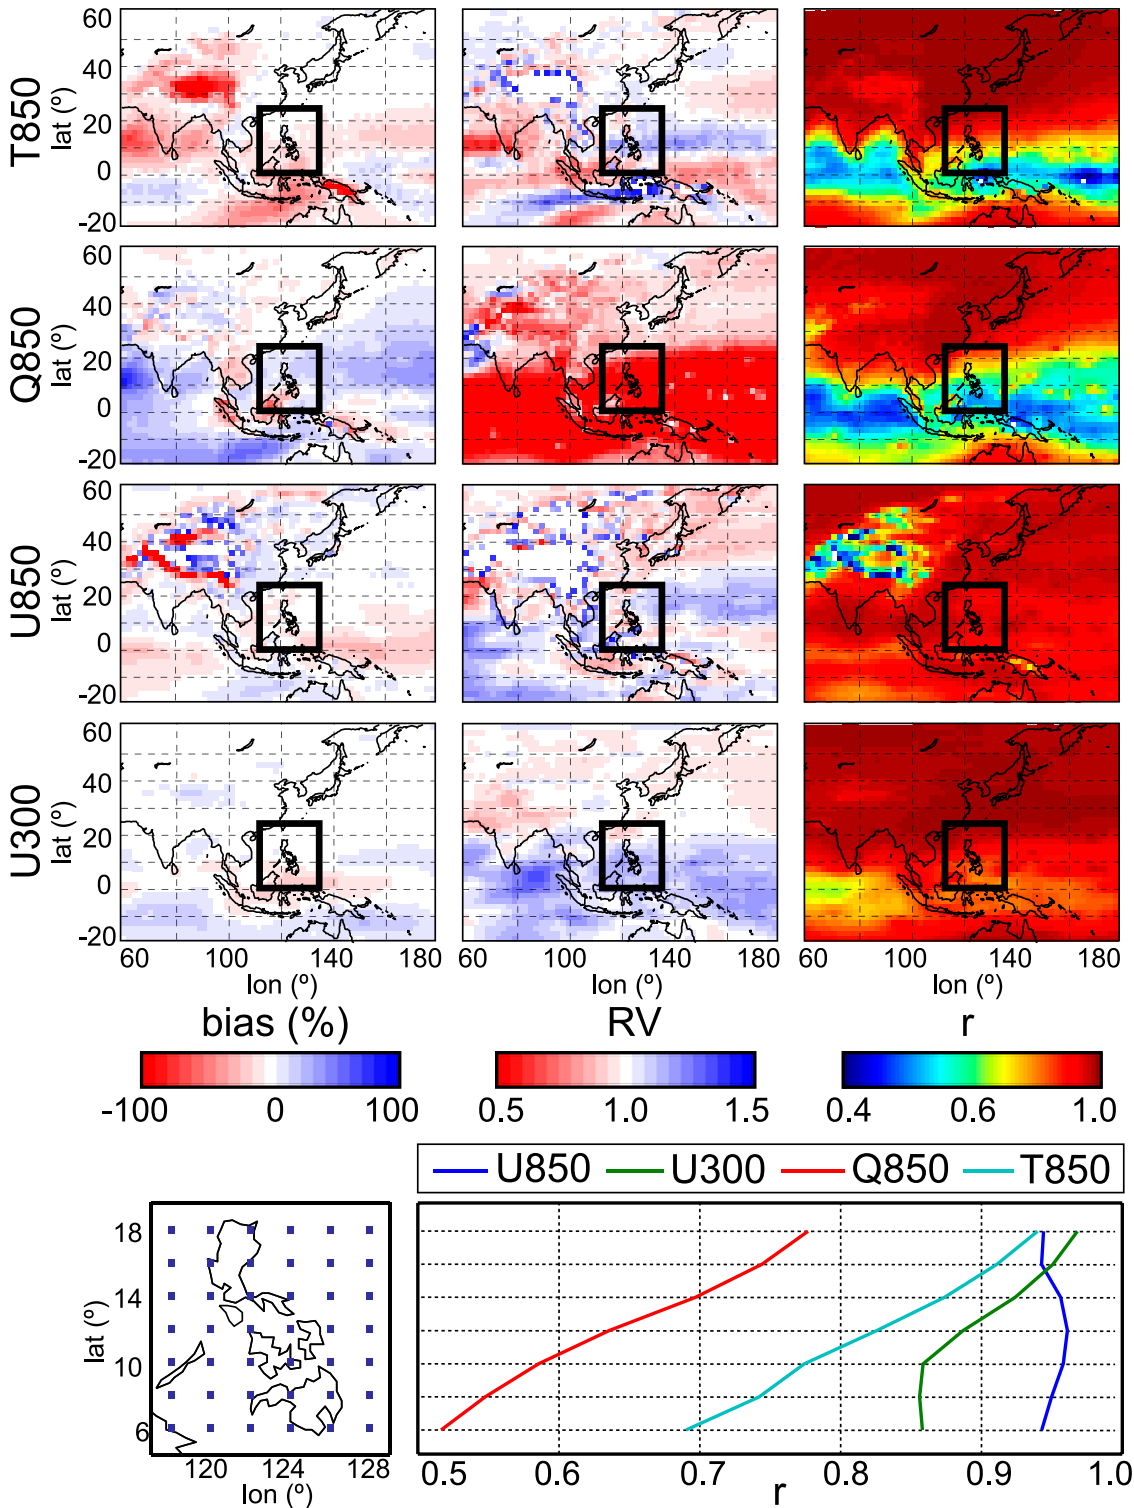 T850
lat (º)
60
40
20
0
-20
Q850
lat (º)
60
40
20
0
-20
U850
lat (º)
60
40
20
0
-20
U300
lat (º)
60
40
20
0
-20
60 100 140 60 100 140 180 60 100 140 180
lon (º) lon (º) lon (º)
bias (%) RV r
-100 0 100 0.5 1.0 1.5 0.4 0.6 1.0
U850 U300 Q850 T850
lat (º)
18
14
10
6
120 124 128
lon (º)
0.5 0.6 0.7 0.8 0.9 1.0
r